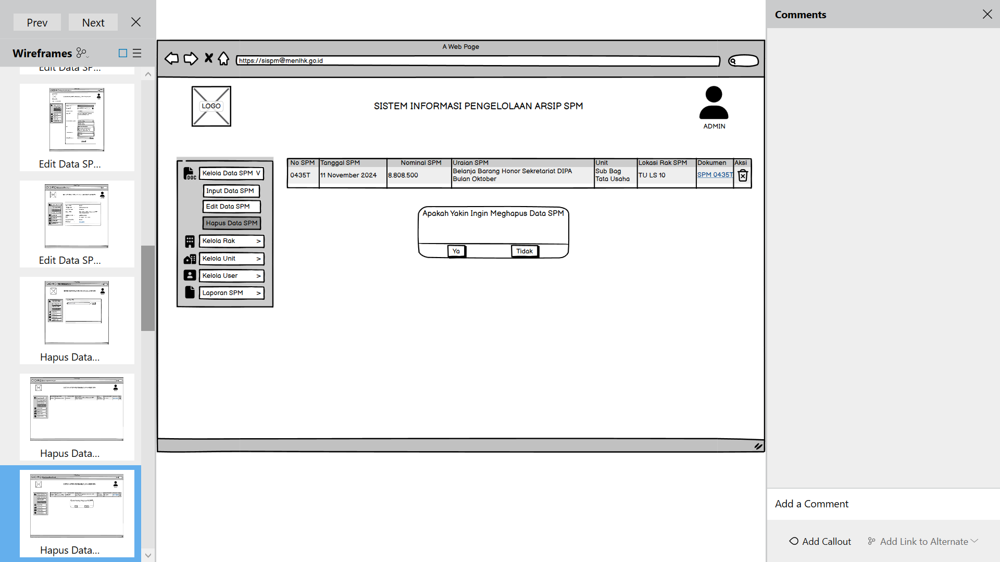 Prev
Next
Wireframes
Edit Data SP...
Edit Data SP...
Edit Data SP...
Hapus Data...
Hapus Data...
Hapus Data...
A Web Page
https://sispm@menlhk.go.id
LOGO
SISTEM INFORMASI PENGELOLAAN ARSIP SPM
ADMIN
DOC
Kelola Data SPM V
Input Data SPM
Edit Data SPM
Hapus Data SPM
Kelola Rak >
Kelola Unit >
Kelola User >
Laporan SPM >
No SPM Tanggal SPM Nominal SPM Uraian SPM Unit Lokasi Rak SPM Dokumen Aksi
0435T 11 November 2024 8.808.500 Belanja Barang Honor Sekretariat DIPA Bulan Oktober Sub Bag Tata Usaha TU LS 10 SPM 0435T
Apakah Yakin Ingin Meghapus Data SPM
Ya
Tidak
Comments
Add a Comment
Add Callout
Add Link to Alternate